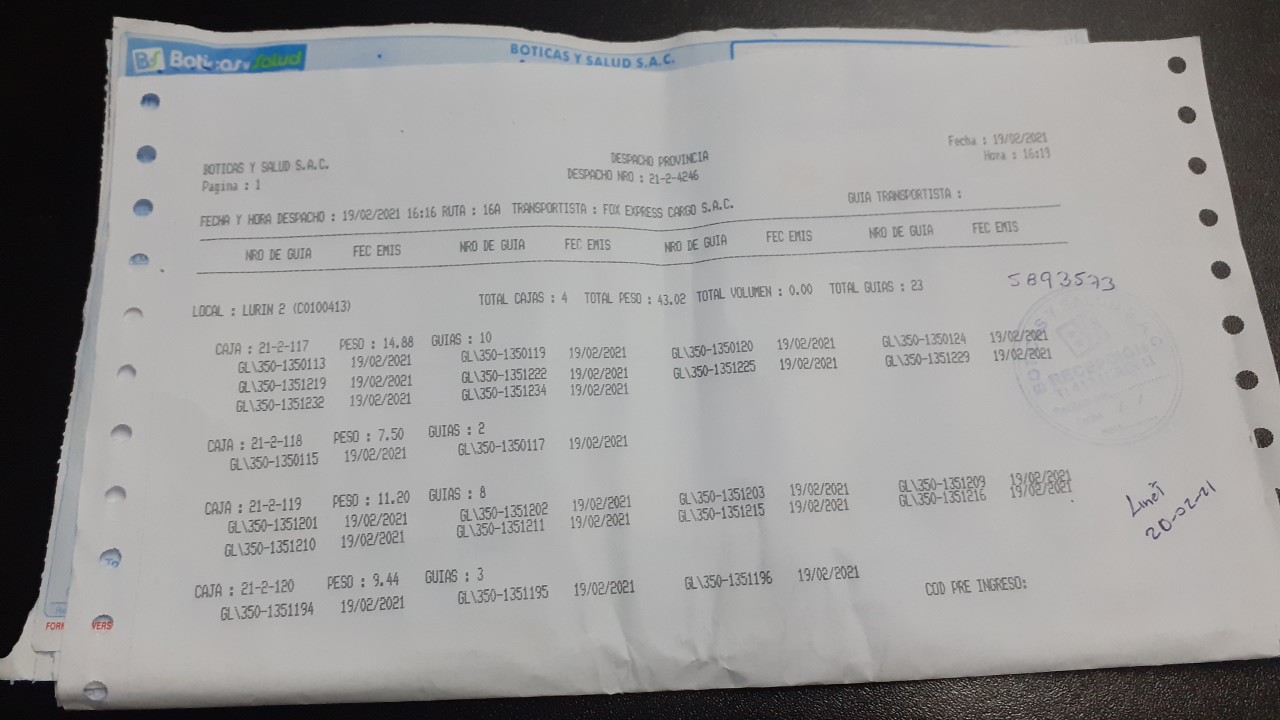 BS Boticas y Salud
BOTICAS Y SALUD S.A.C.
BOTICAS Y SALUD S.A.C. DESPACHO PROVINCIA Fecha : 19/02/2021
Pagina : 1 DESPACHO NRO : 21-2-4246 Hora : 16:19
FECHA Y HORA DESPACHO : 19/02/2021 16:16 RUTA : 16A TRANSPORTISTA : FOX EXPRESS CARGO S.A.C. GUIA TRANSPORTISTA :
NRO DE GUIA FEC EMIS NRO DE GUIA FEC EMIS NRO DE GUIA FEC EMIS NRO DE GUIA FEC EMIS
5893573
LOCAL : LURIN 2 (C0100413) TOTAL CAJAS : 4 TOTAL PESO : 43.02 TOTAL VOLUMEN : 0.00 TOTAL GUIAS : 23
CAJA : 21-2-117 PESO : 14.88 GUIAS : 10
GL\350-1350113 19/02/2021 GL\350-1350119 19/02/2021 GL\350-1350120 19/02/2021 GL\350-1350124 19/02/2021
GL\350-1351219 19/02/2021 GL\350-1351222 19/02/2021 GL\350-1351225 19/02/2021 GL\350-1351229 19/02/2021
GL\350-1351232 19/02/2021 GL\350-1351234 19/02/2021
CAJA : 21-2-118 PESO : 7.50 GUIAS : 2
GL\350-1350115 19/02/2021 GL\350-1350117 19/02/2021
CAJA : 21-2-119 PESO : 11.20 GUIAS : 8
GL\350-1351201 19/02/2021 GL\350-1351202 19/02/2021 GL\350-1351203 19/02/2021 GL\350-1351209 19/02/2021
GL\350-1351210 19/02/2021 GL\350-1351211 19/02/2021 GL\350-1351215 19/02/2021 GL\350-1351216 19/02/2021
Linet
20-02-21
CAJA : 21-2-120 PESO : 9.44 GUIAS : 3
GL\350-1351194 19/02/2021 GL\350-1351195 19/02/2021 GL\350-1351196 19/02/2021
COD PRE INGRESO:
FORM VERS